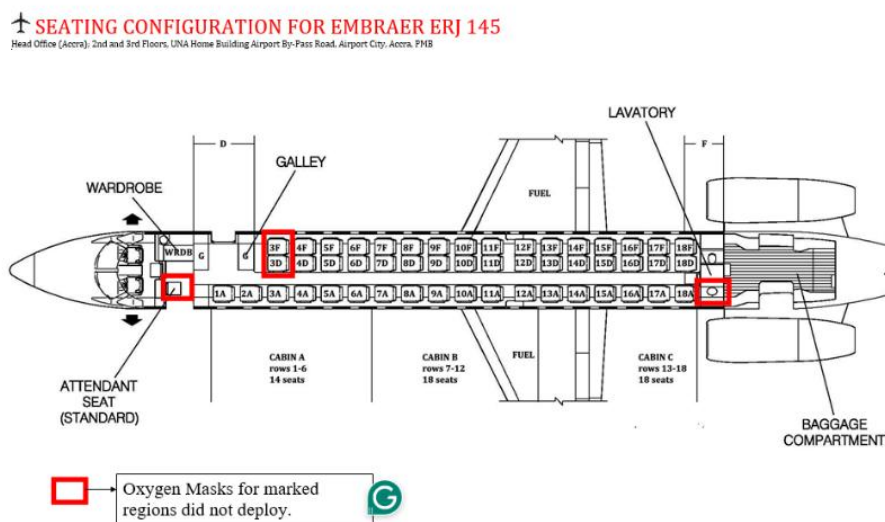 SEATING CONFIGURATION FOR EMBRAER ERJ 145
Head Office (Accra): 2nd and 3rd Floors, UNA Home Building Airport By-Pass Road, Airport City, Accra, PMB
LAVATORY
D
F
GALLEY
WARDROBE
FUEL
WRDB
G
G
3F 4F 5F 6F 7F 8F 9F 10F 11F 12F 13F 14F 15F 16F 17F 18F
3D 4D 5D 6D 7D 8D 9D 10D 11D 12D 13D 14D 15D 16D 17D 18D
1A 2A 3A 4A 5A 6A 7A 8A 9A 10A 11A 12A 13A 14A 15A 16A 17A 18A
FUEL
CABIN A
rows 1-6
14 seats
CABIN B
rows 7-12
18 seats
CABIN C
rows 13-18
18 seats
ATTENDANT
SEAT
(STANDARD)
BAGGAGE
COMPARTMENT
Oxygen Masks for marked
regions did not deploy.
G